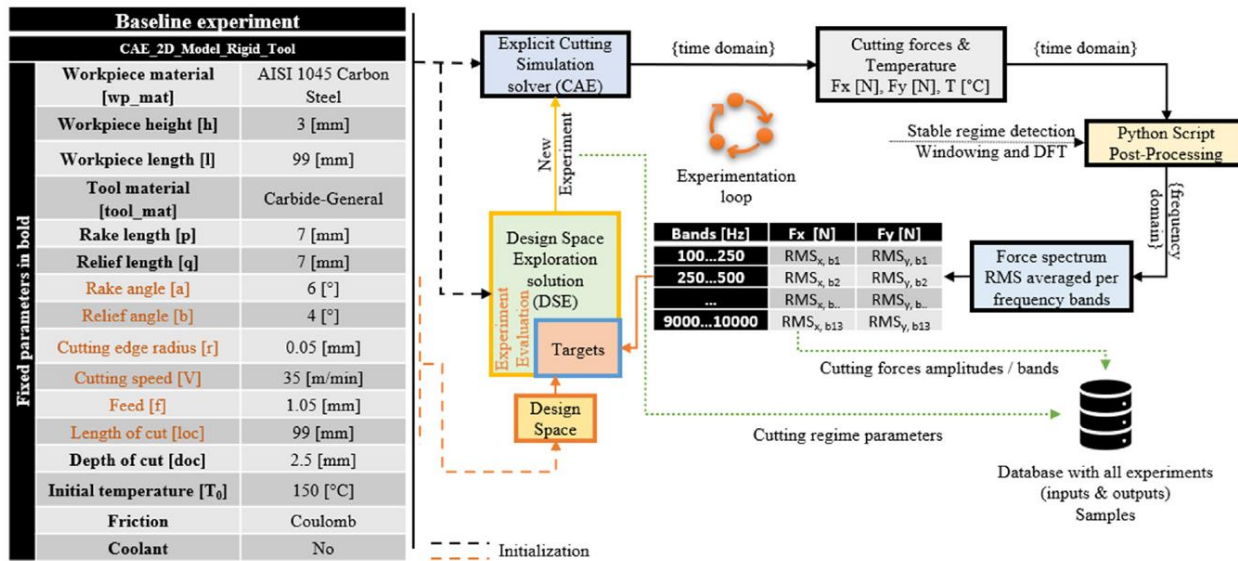 Baseline experiment
CAE_2D_Model_Rigid_Tool
Fixed parameters in bold
Workpiece material
[wp_mat]
AISI 1045 Carbon
Steel
Workpiece height [h]
3 [mm]
Workpiece length [l]
99 [mm]
Tool material
[tool_mat]
Carbide-General
Rake length [p]
7 [mm]
Relief length [q]
7 [mm]
Rake angle [a]
6 [°]
Relief angle [b]
4 [°]
Cutting edge radius [r]
0.05 [mm]
Cutting speed [V]
35 [m/min]
Feed [f]
1.05 [mm]
Length of cut [loc]
99 [mm]
Depth of cut [doc]
2.5 [mm]
Initial temperature [T₀]
150 [°C]
Friction
Coulomb
Coolant
No
Explicit Cutting
Simulation
solver (CAE)
{time domain}
Cutting forces &
Temperature
Fx [N], Fy [N], T [°C]
{time domain}
Stable regime detection
Windowing and DFT
Python Script
Post-Processing
{frequency
domain}
Experimentation
loop
New
Experiment
Design Space
Exploration
solution
(DSE)
Experiment
Evaluation
Targets
Design
Space
Bands [Hz]
Fx [N]
Fy [N]
100...250
RMSx, b1
RMSy, b1
250...500
RMSx, b2
RMSy, b2
...
RMSx, b..
RMSy, b..
9000...10000
RMSx, b13
RMSy, b13
Force spectrum
RMS averaged per
frequency bands
Cutting forces amplitudes / bands
Cutting regime parameters
Database with all experiments
(inputs & outputs)
Samples
Initialization